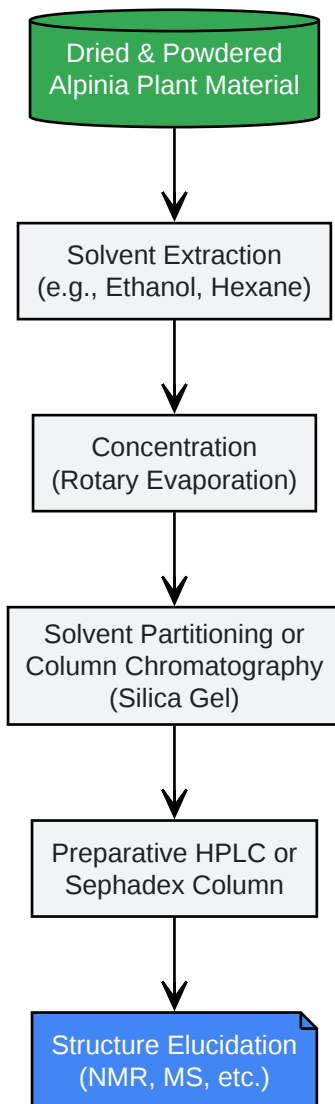 Dried & Powdered
Alpinia Plant Material
Solvent Extraction
(e.g., Ethanol, Hexane)
Concentration
(Rotary Evaporation)
Solvent Partitioning or
Column Chromatography
(Silica Gel)
Preparative HPLC or
Sephadex Column
Structure Elucidation
(NMR, MS, etc.)